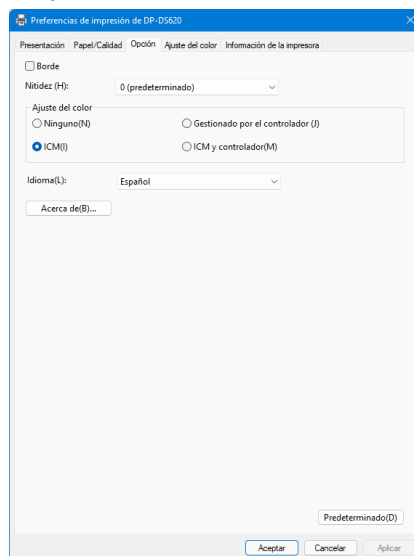 Preferencias de impresión de DP-DS620
Presentación Papel/Calidad Opción Ajuste del color Información de la impresora
Borde
Nitidez (H): 0 (predeterminado)
Ajuste del color
Ninguno(N) Gestionado por el controlador (J)
ICM(I) ICM y controlador(M)
Idioma(L): Español
Acerca de(B)...
Predeterminado(D)
Aceptar Cancelar Aplicar